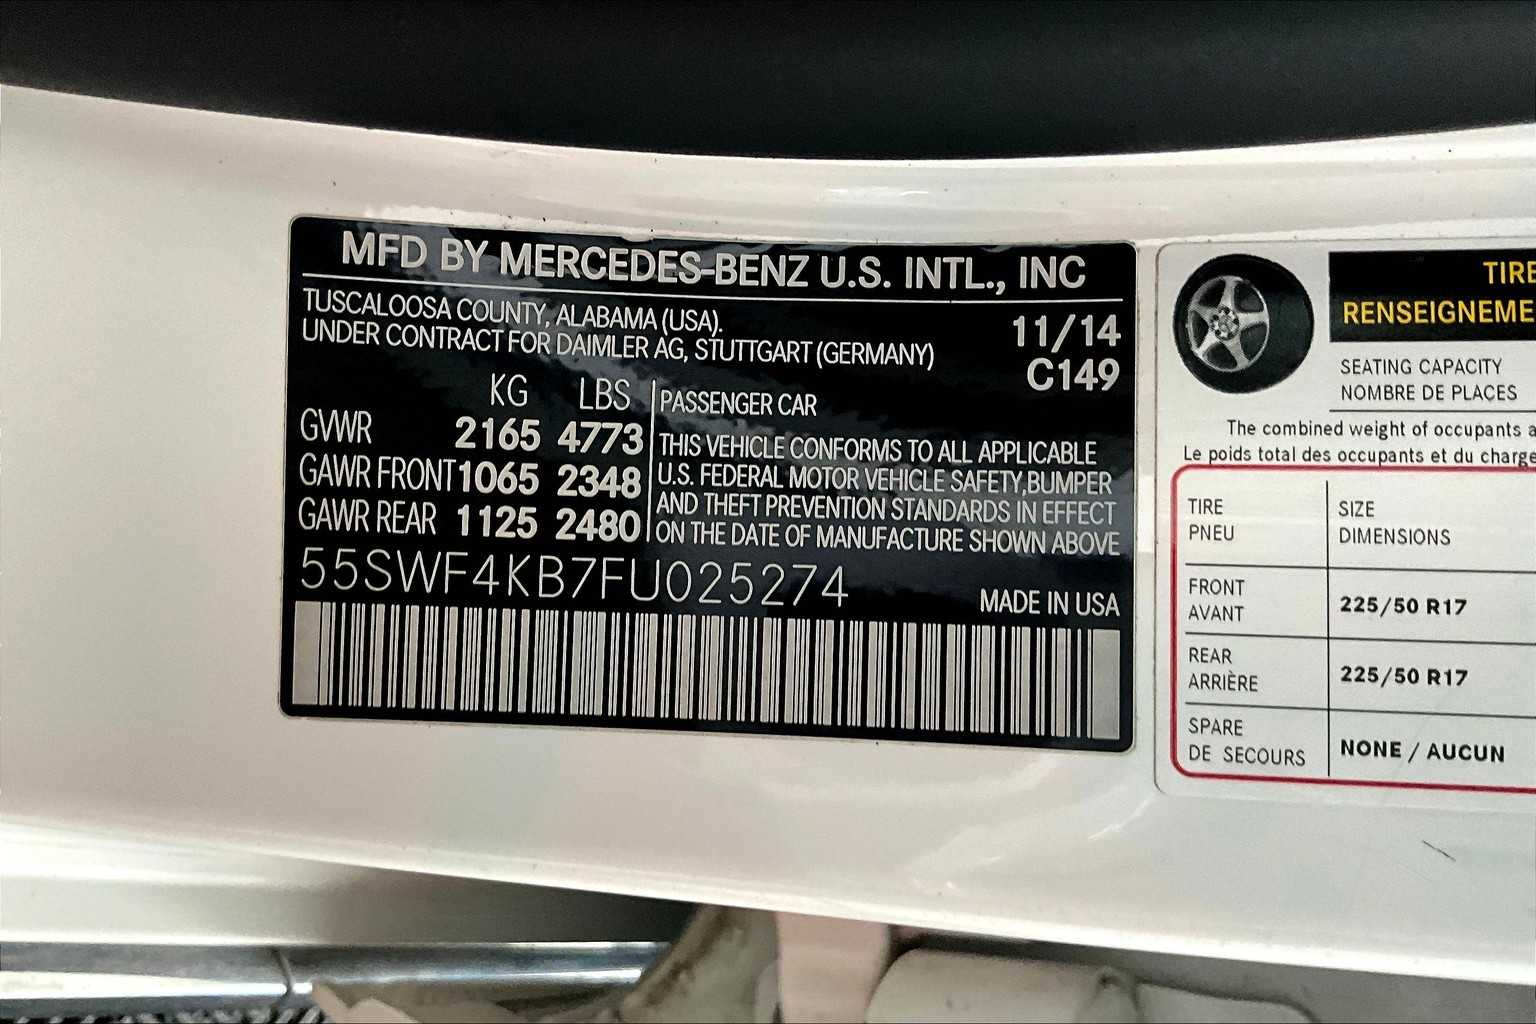 MFD BY MERCEDES-BENZ U.S. INTL., INC
TUSCALOOSA COUNTY, ALABAMA (USA).
UNDER CONTRACT FOR DAIMLER AG, STUTTGART (GERMANY)
11/14
C149
KG LBS
GVWR 2165 4773
GAWR FRONT 1065 2348
GAWR REAR 1125 2480
PASSENGER CAR
THIS VEHICLE CONFORMS TO ALL APPLICABLE
U.S. FEDERAL MOTOR VEHICLE SAFETY,BUMPER
AND THEFT PREVENTION STANDARDS IN EFFECT
ON THE DATE OF MANUFACTURE SHOWN ABOVE
55SWF4KB7FU025274
MADE IN USA
TIRE
RENSEIGNEME
SEATING CAPACITY
NOMBRE DE PLACES
The combined weight of occupants a
Le poids total des occupants et du charge
TIRE
PNEU
SIZE
DIMENSIONS
FRONT
AVANT
225/50 R17
REAR
ARRIÈRE
225/50 R17
SPARE
DE SECOURS
NONE / AUCUN